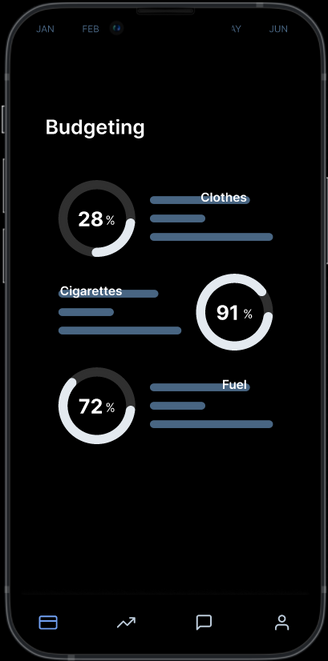 JAN FEB AY JUN
Budgeting
Clothes
28%
Cigarettes
91%
Fuel
72%